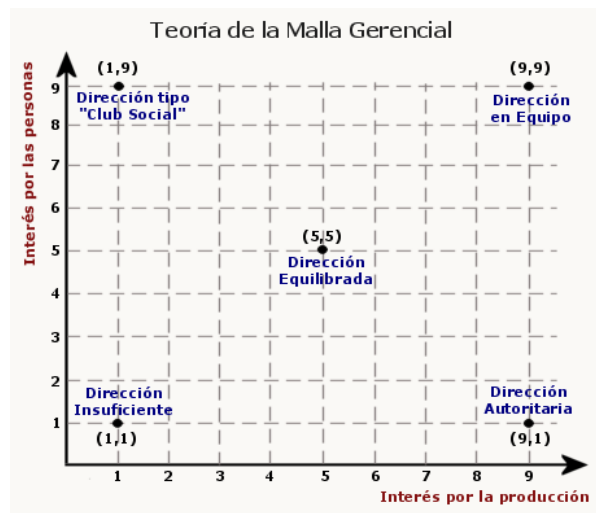 Teoría de la Malla Gerencial
Interés por las personas
(1,9)
(9,9)
9
Dirección tipo
"Club Social"
Dirección
en Equipo
8
7
6
(5,5)
5
Dirección
Equilibrada
4
3
2
Dirección
Insuficiente
Dirección
Autoritaria
1
(1,1)
(9,1)
1 2 3 4 5 6 7 8 9
Interés por la producción